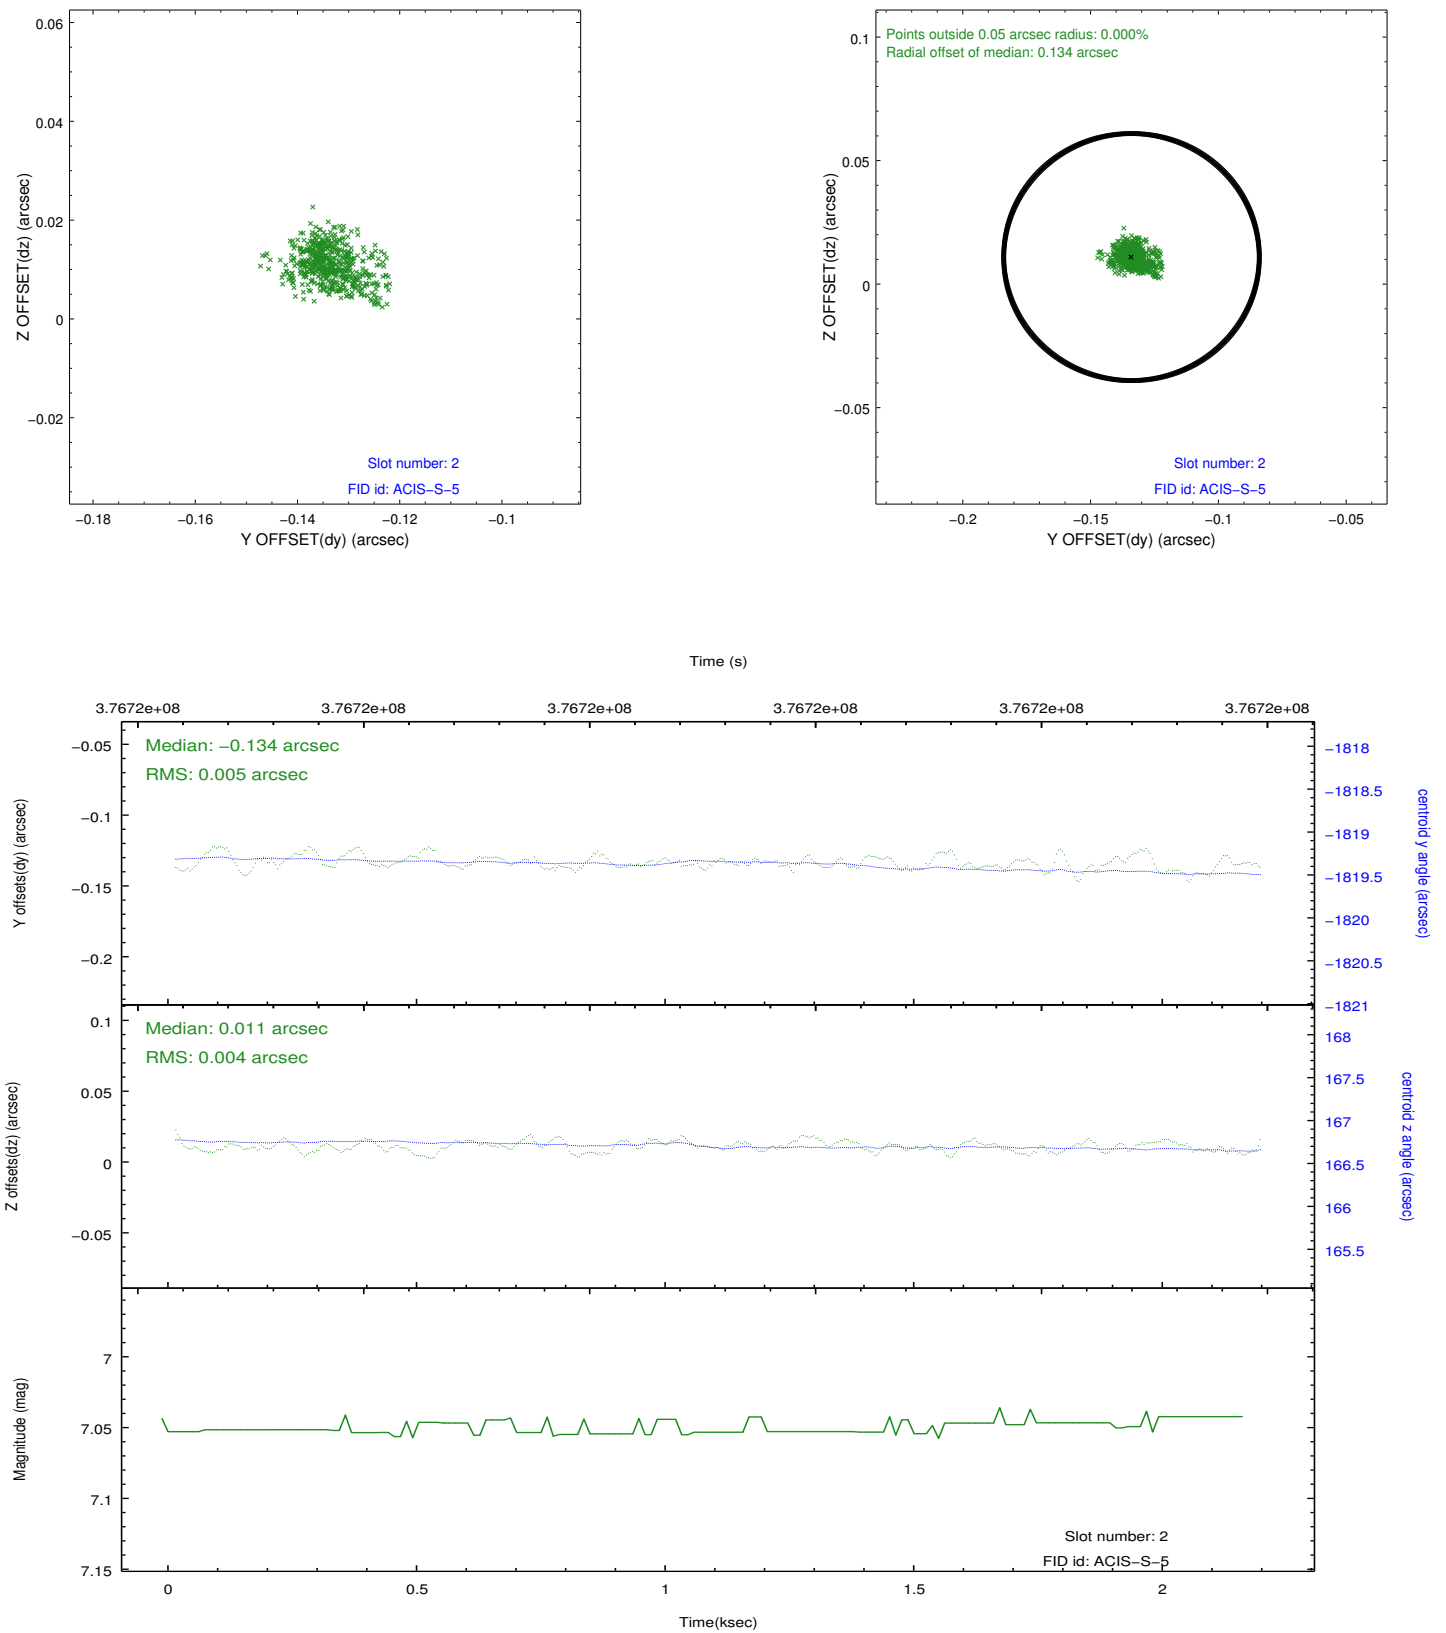 0.06
0.04
0.02
0
−0.02
Z OFFSET(dz) (arcsec)
Slot number: 2
FID id: ACIS−S−5
−0.18
−0.16
−0.14
−0.12
−0.1
Y OFFSET(dy) (arcsec)
Points outside 0.05 arcsec radius: 0.000%
Radial offset of median: 0.134 arcsec
0.1
0.05
0
−0.05
Z OFFSET(dz) (arcsec)
Slot number: 2
FID id: ACIS−S−5
−0.2
−0.15
−0.1
−0.05
Y OFFSET(dy) (arcsec)
Time (s)
3.7672e+08
3.7672e+08
3.7672e+08
3.7672e+08
3.7672e+08
3.7672e+08
Median: −0.134 arcsec
RMS: 0.005 arcsec
−0.05
−0.1
−0.15
−0.2
Y offsets(dy) (arcsec)
−1818
−1818.5
−1819
−1819.5
−1820
−1820.5
−1821
centroid y angle (arcsec)
Median: 0.011 arcsec
RMS: 0.004 arcsec
0.1
0.05
0
−0.05
Z offsets(dz) (arcsec)
168
167.5
167
166.5
166
165.5
centroid z angle (arcsec)
7
7.05
7.1
7.15
Magnitude (mag)
Slot number: 2
FID id: ACIS−S−5
0
0.5
1
1.5
2
Time(ksec)